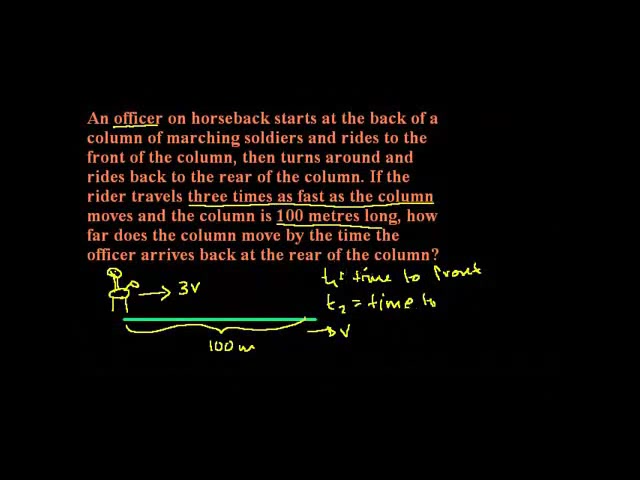 An officer on horseback starts at the back of a
column of marching soldiers and rides to the
front of the column, then turns around and
rides back to the rear of the column. If the
rider travels three times as fast as the column
moves and the column is 100 metres long, how
far does the column move by the time the
officer arrives back at the rear of the column?
t₁: time to front
3V
t₂ = time to
V
100 m